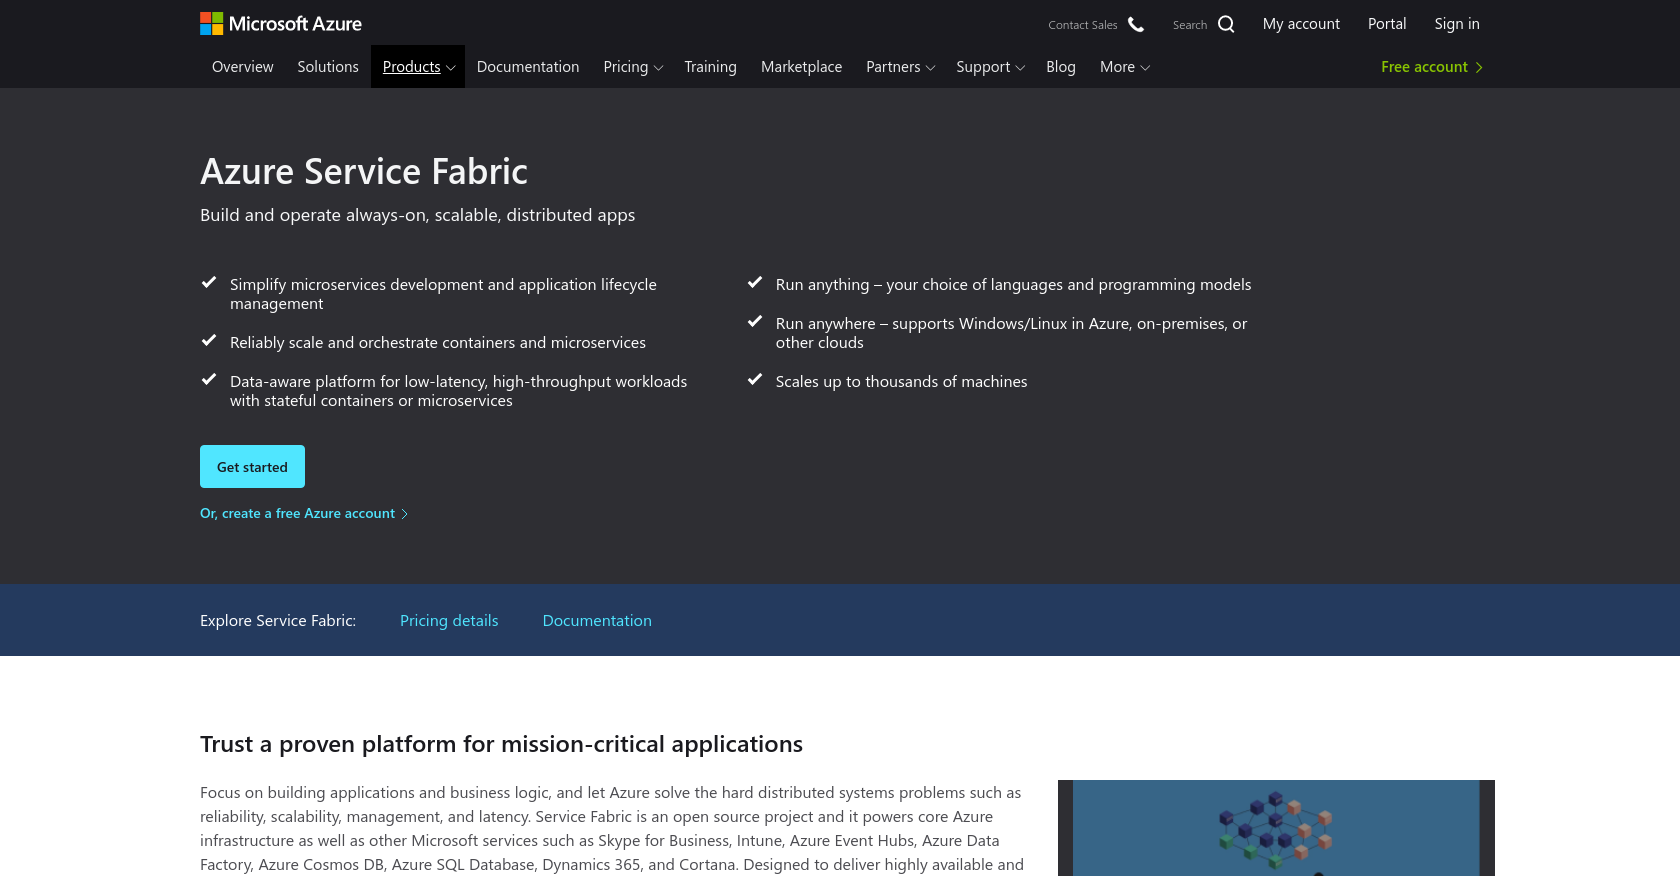 Microsoft Azure
Contact Sales
Search
My account
Portal
Sign in
Overview
Solutions
Products
Documentation
Pricing
Training
Marketplace
Partners
Support
Blog
More
Free account
Azure Service Fabric
Build and operate always-on, scalable, distributed apps
Simplify microservices development and application lifecycle
management
Reliably scale and orchestrate containers and microservices
Data-aware platform for low-latency, high-throughput workloads
with stateful containers or microservices
Run anything – your choice of languages and programming models
Run anywhere – supports Windows/Linux in Azure, on-premises, or
other clouds
Scales up to thousands of machines
Get started
Or, create a free Azure account
Explore Service Fabric:
Pricing details
Documentation
Trust a proven platform for mission-critical applications
Focus on building applications and business logic, and let Azure solve the hard distributed systems problems such as
reliability, scalability, management, and latency. Service Fabric is an open source project and it powers core Azure
infrastructure as well as other Microsoft services such as Skype for Business, Intune, Azure Event Hubs, Azure Data
Factory, Azure Cosmos DB, Azure SQL Database, Dynamics 365, and Cortana. Designed to deliver highly available and